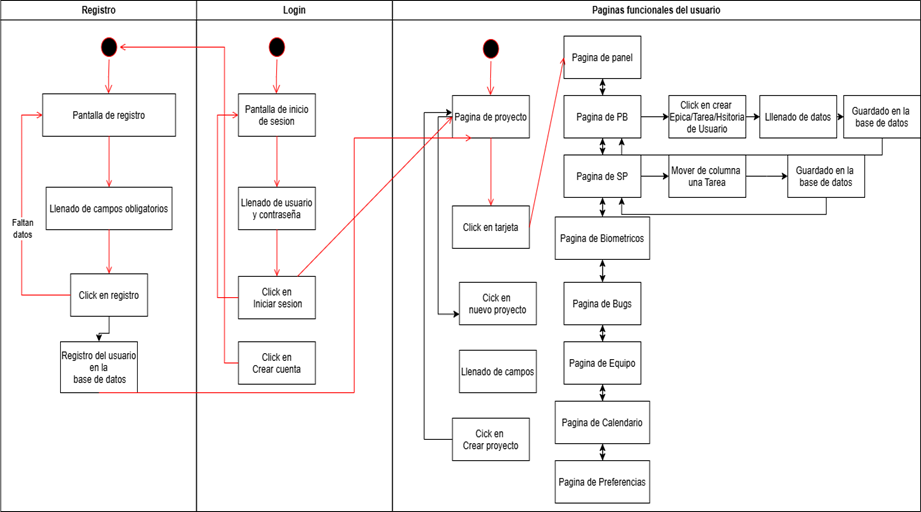 Registro
Login
Paginas funcionales del usuario
Pantalla de registro
Llenado de campos obligatorios
Faltan
datos
Click en registro
Registro del usuario
en la
base de datos
Pantalla de inicio
de sesion
Llenado de usuario
y contraseña
Click en
Iniciar sesion
Click en
Crear cuenta
Pagina de proyecto
Click en tarjeta
Cick en
nuevo proyecto
Llenado de campos
Cick en
Crear proyecto
Pagina de panel
Pagina de PB
Click en crear
Epica/Tarea/Hsitoria
de Usuario
Lllenado de datos
Guardado en la
base de datos
Pagina de SP
Mover de columna
una Tarea
Guardado en la
base de datos
Pagina de Biometricos
Pagina de Bugs
Pagina de Equipo
Pagina de Calendario
Pagina de Preferencias